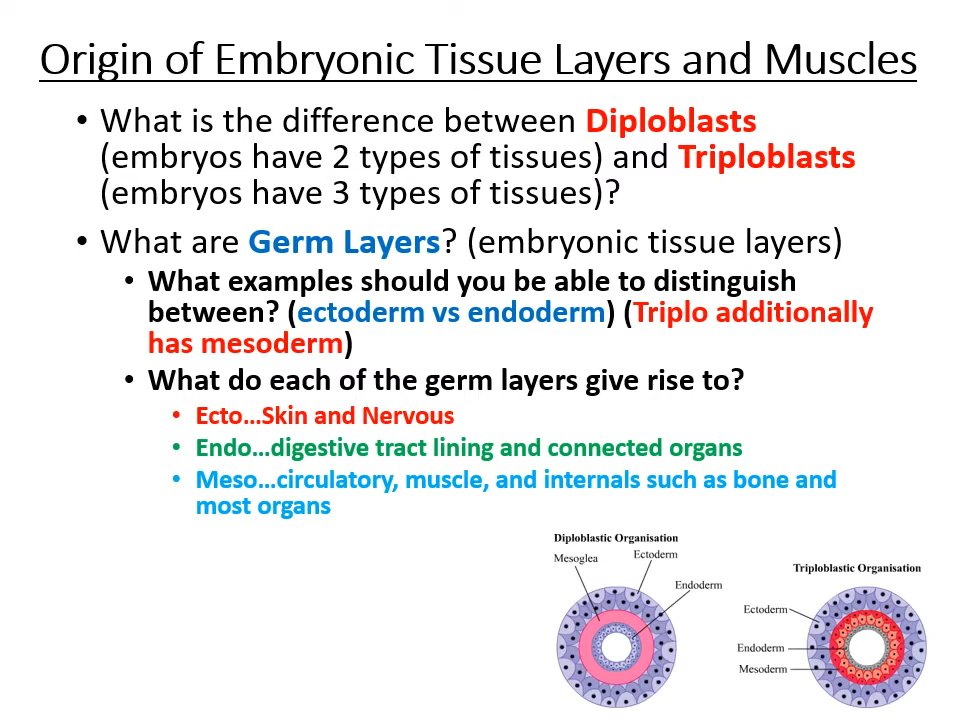 Origin of Embryonic Tissue Layers and Muscles
• What is the difference between Diploblasts
(embryos have 2 types of tissues) and Triploblasts
(embryos have 3 types of tissues)?
• What are Germ Layers? (embryonic tissue layers)
• What examples should you be able to distinguish
between? (ectoderm vs endoderm) (Triplo additionally
has mesoderm)
• What do each of the germ layers give rise to?
• Ecto…Skin and Nervous
• Endo…digestive tract lining and connected organs
• Meso…circulatory, muscle, and internals such as bone and
most organs
Diploblastic Organisation
Mesoglea
Ectoderm
Endoderm
Triploblastic Organisation
Ectoderm
Endoderm
Mesoderm